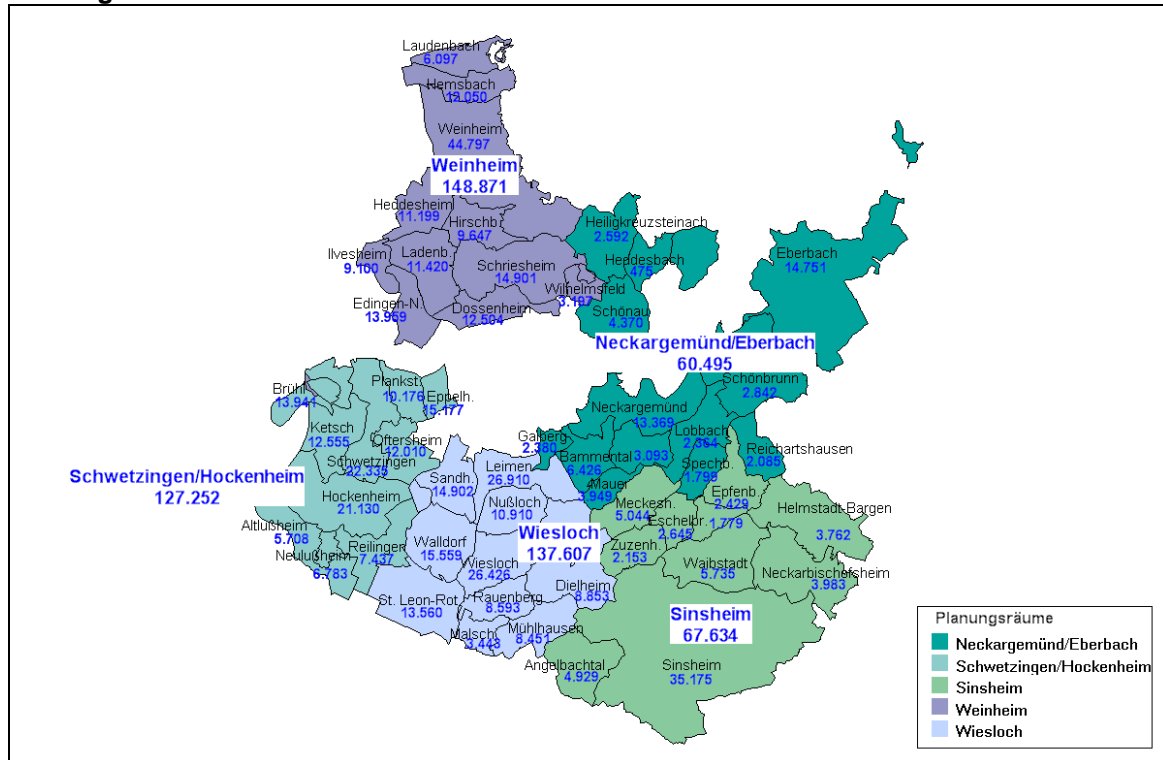 Laudenbach
6.097
Hemsbach
12.050
Weinheim
44.797
Weinheim
148.871
Heddesheim
11.199
Hirschb.
9.647
Heiligkreuzsteinach
2.592
Ilvesheim
9.100
Ladenb.
11.420
Schriesheim
14.901
Heddesbach
475
Eberbach
14.751
Wilhelmsfeld
3.197
Edingen-N.
13.959
Dossenheim
12.504
Schönau
4.370
Neckargemünd/Eberbach
60.495
Brühl
13.941
Plankst.
10.176
Eppelh.
15.177
Schönbrunn
2.842
Ketsch
12.555
Oftersheim
12.010
Neckargemünd
13.369
Lobbach
2.364
Gaiberg
2.380
Bammental
6.426
3.093
Reichartshausen
2.085
Schwetzingen
22.335
Schwetzingen/Hockenheim
127.252
Sandh.
14.902
Leimen
26.910
Mauer
3.949
Spechb.
1.799
Hockenheim
21.130
Nußloch
10.910
Meckesh.
5.044
Epfenb.
2.429
Helmstadt-Bargen
3.762
Altlußheim
5.708
Neulußheim
6.783
Reilingen
7.437
Walldorf
15.559
Wiesloch
137.607
Eschelbr.
2.645
1.779
Wiesloch
26.426
Zuzenh.
2.153
Waibstadt
5.735
Neckarbischofsheim
3.983
St. Leon-Rot
13.560
Rauenberg
8.593
Dielheim
8.853
Malsch
3.443
Mühlhausen
8.451
Sinsheim
67.634
Angelbachtal
4.929
Sinsheim
35.175
Planungsräume
Neckargemünd/Eberbach
Schwetzingen/Hockenheim
Sinsheim
Weinheim
Wiesloch